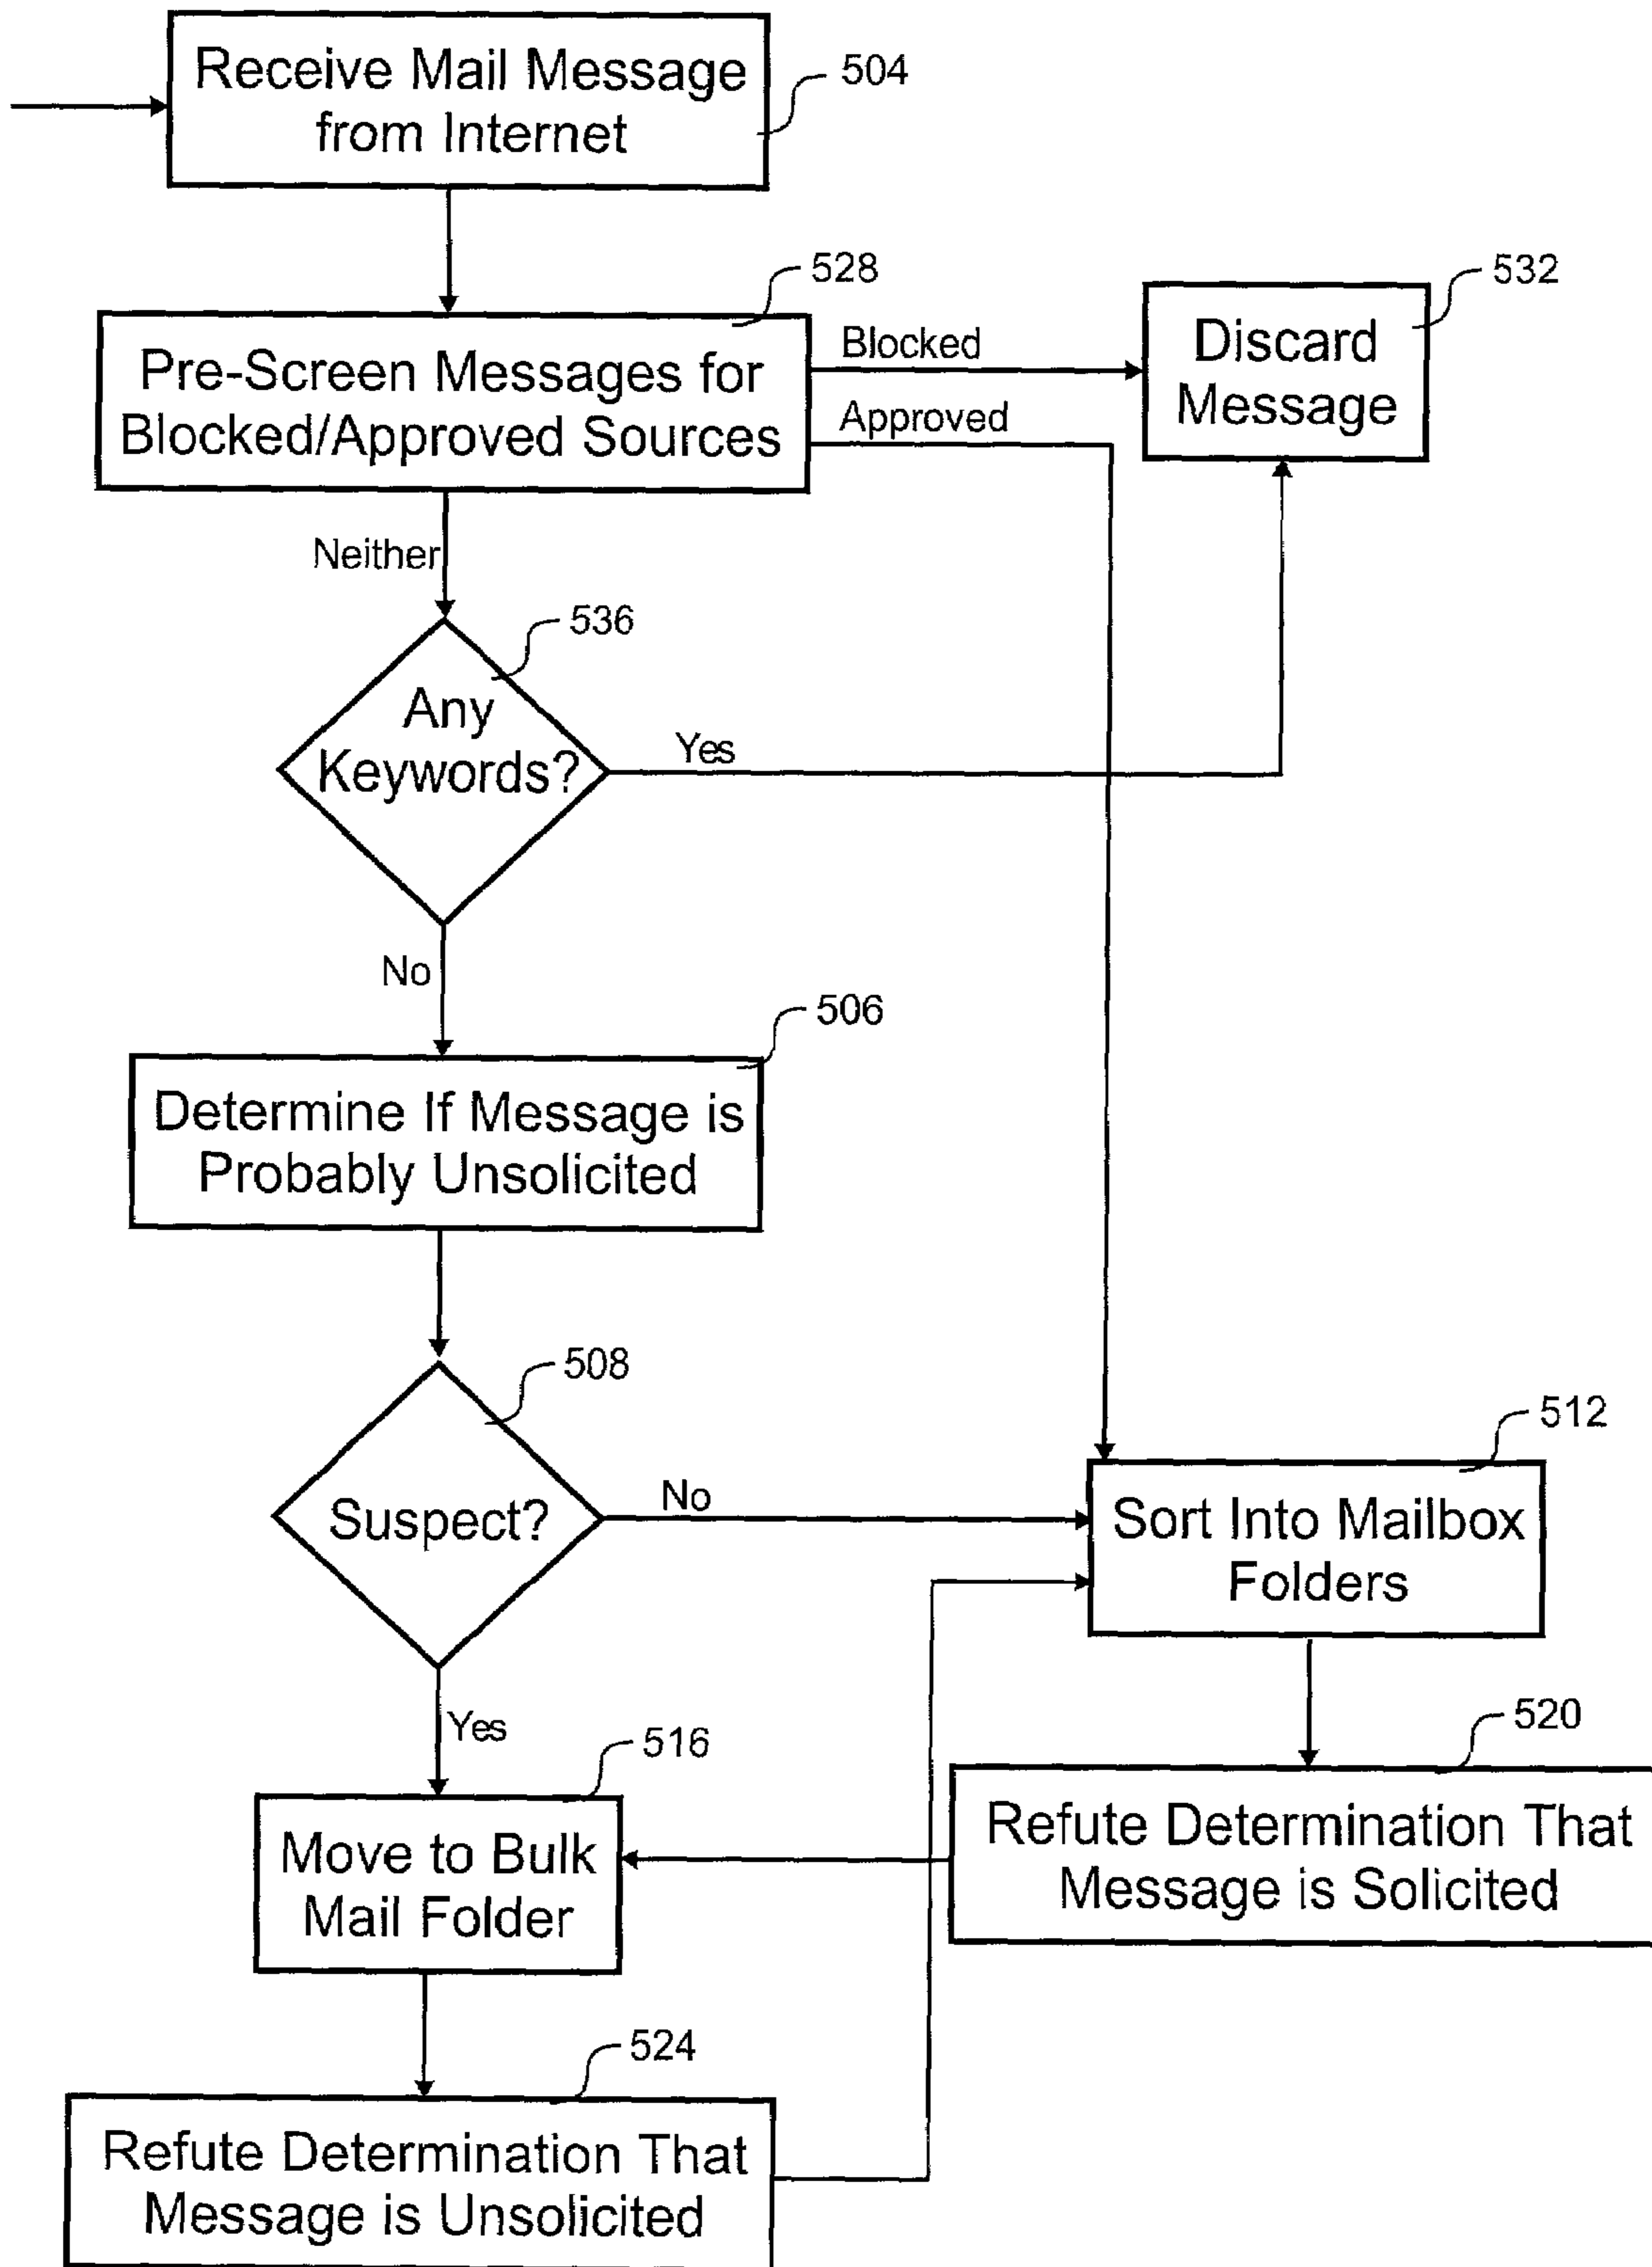 Receive Mail Message
from Internet
504
528
Pre-Screen Messages for
Blocked/Approved Sources
Blocked
Approved
532
Discard
Message
Neither
536
Any
Keywords?
Yes
No
506
Determine If Message is
Probably Unsolicited
508
Suspect?
No
512
Sort Into Mailbox
Folders
Yes
516
Move to Bulk
Mail Folder
520
Refute Determination That
Message is Solicited
524
Refute Determination That
Message is Unsolicited